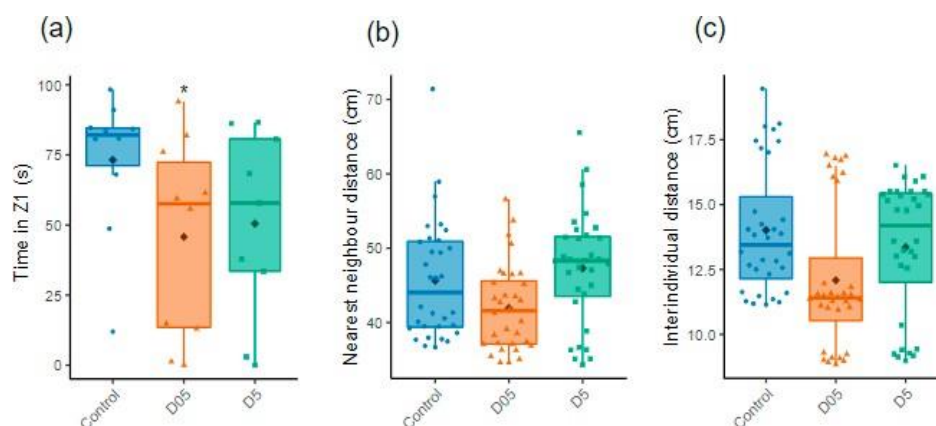 (a)
Time in Z1 (s)
100
75
50
25
0
*
Control
D05
D5
(b)
Nearest neighbour distance (cm)
70
60
50
40
Control
D05
D5
(c)
Interindividual distance (cm)
17.5
15.0
12.5
10.0
Control
D05
D5